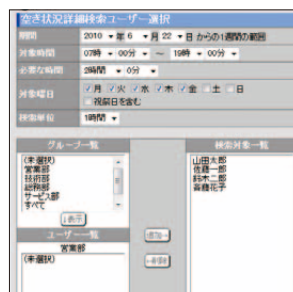 空き状況詳細検索ユーザー選択
期間 2010 年 6 月 22 日 からの1週間の範囲
対象時間 07時 00分 ～ 19時 00分
必要な時間 2時間 0分
対象曜日 月 火 水 木 金 土 日
祝祭日を含む
検索単位 1時間
グループ一覧 検索対象一覧
(未選択)
営業部
技術部
総務部
サービス部
すべて
山田太郎
佐藤一郎
鈴木二郎
斎藤花子
↓表示
ユーザー一覧
営業部
(未選択)
追加→
←削除